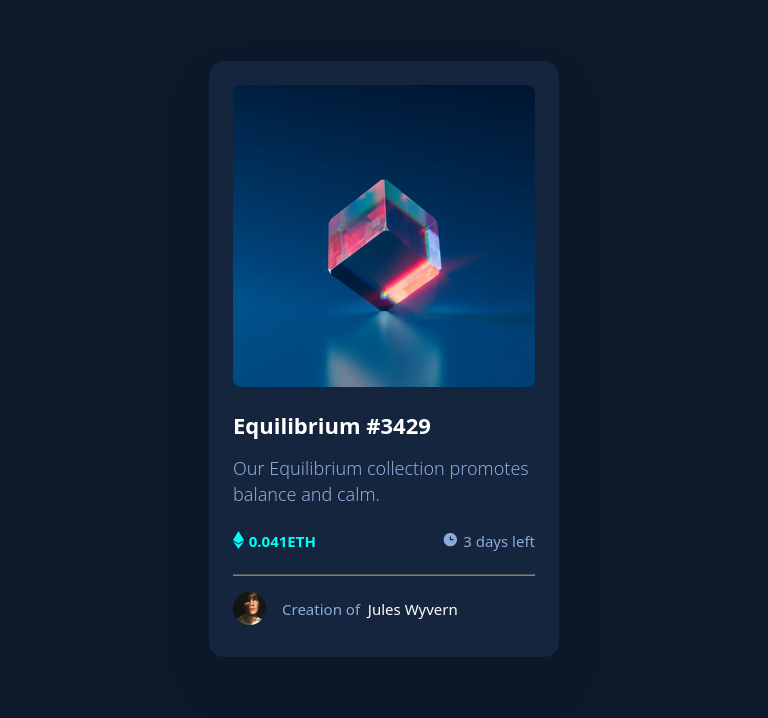 Equilibrium #3429
Our Equilibrium collection promotes
balance and calm.
0.041ETH
3 days left
Creation of Jules Wyvern